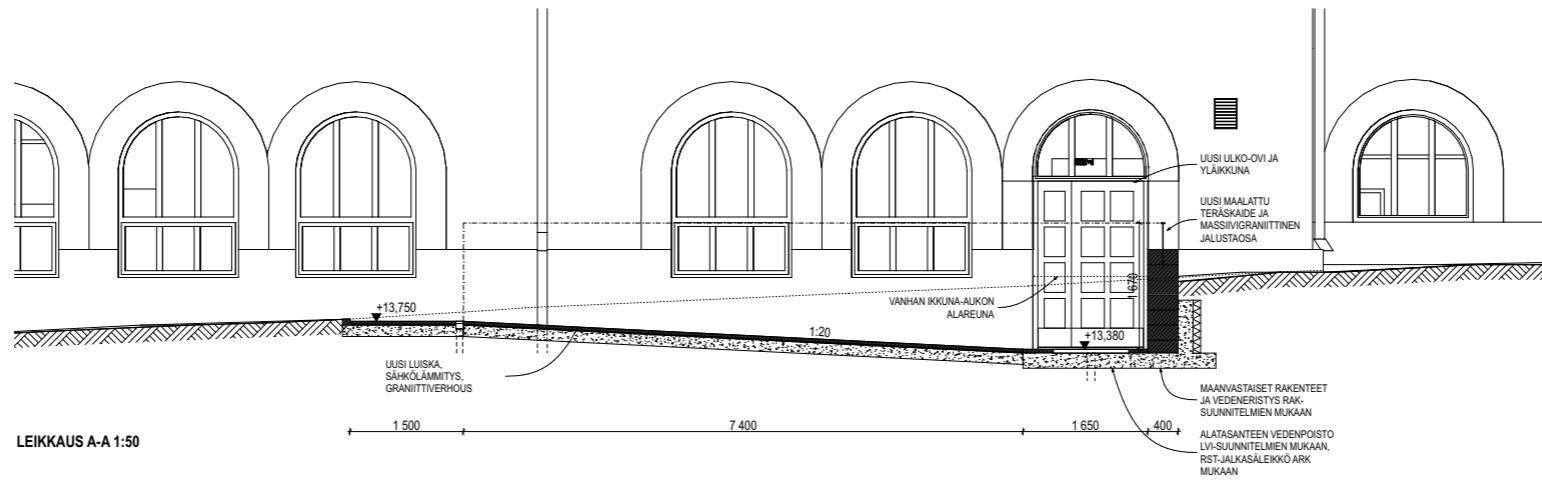 UUSI ULKO-OVI JA
YLÄIKKUNA
UUSI MAALATTU
TERÄSKAIDE JA
MASSIIVIGRANIITTINEN
JALUSTAOSA
VANHAN IKKUNA-AUKON
ALAREUNA
1 670
+13,750
1:20
+13,380
UUSI LUISKA,
SÄHKÖLÄMMITYS,
GRANIITTIVERHOUS
MAANVASTAISET RAKENTEET
JA VEDENERISTYS RAK-
SUUNNITELMIEN MUKAAN
1 500
7 400
1 650
400
ALATASANTEEN VEDENPOISTO
LVI-SUUNNITELMIEN MUKAAN,
RST-JALKASÄLEIKKÖ ARK
MUKAAN
LEIKKAUS A-A 1:50